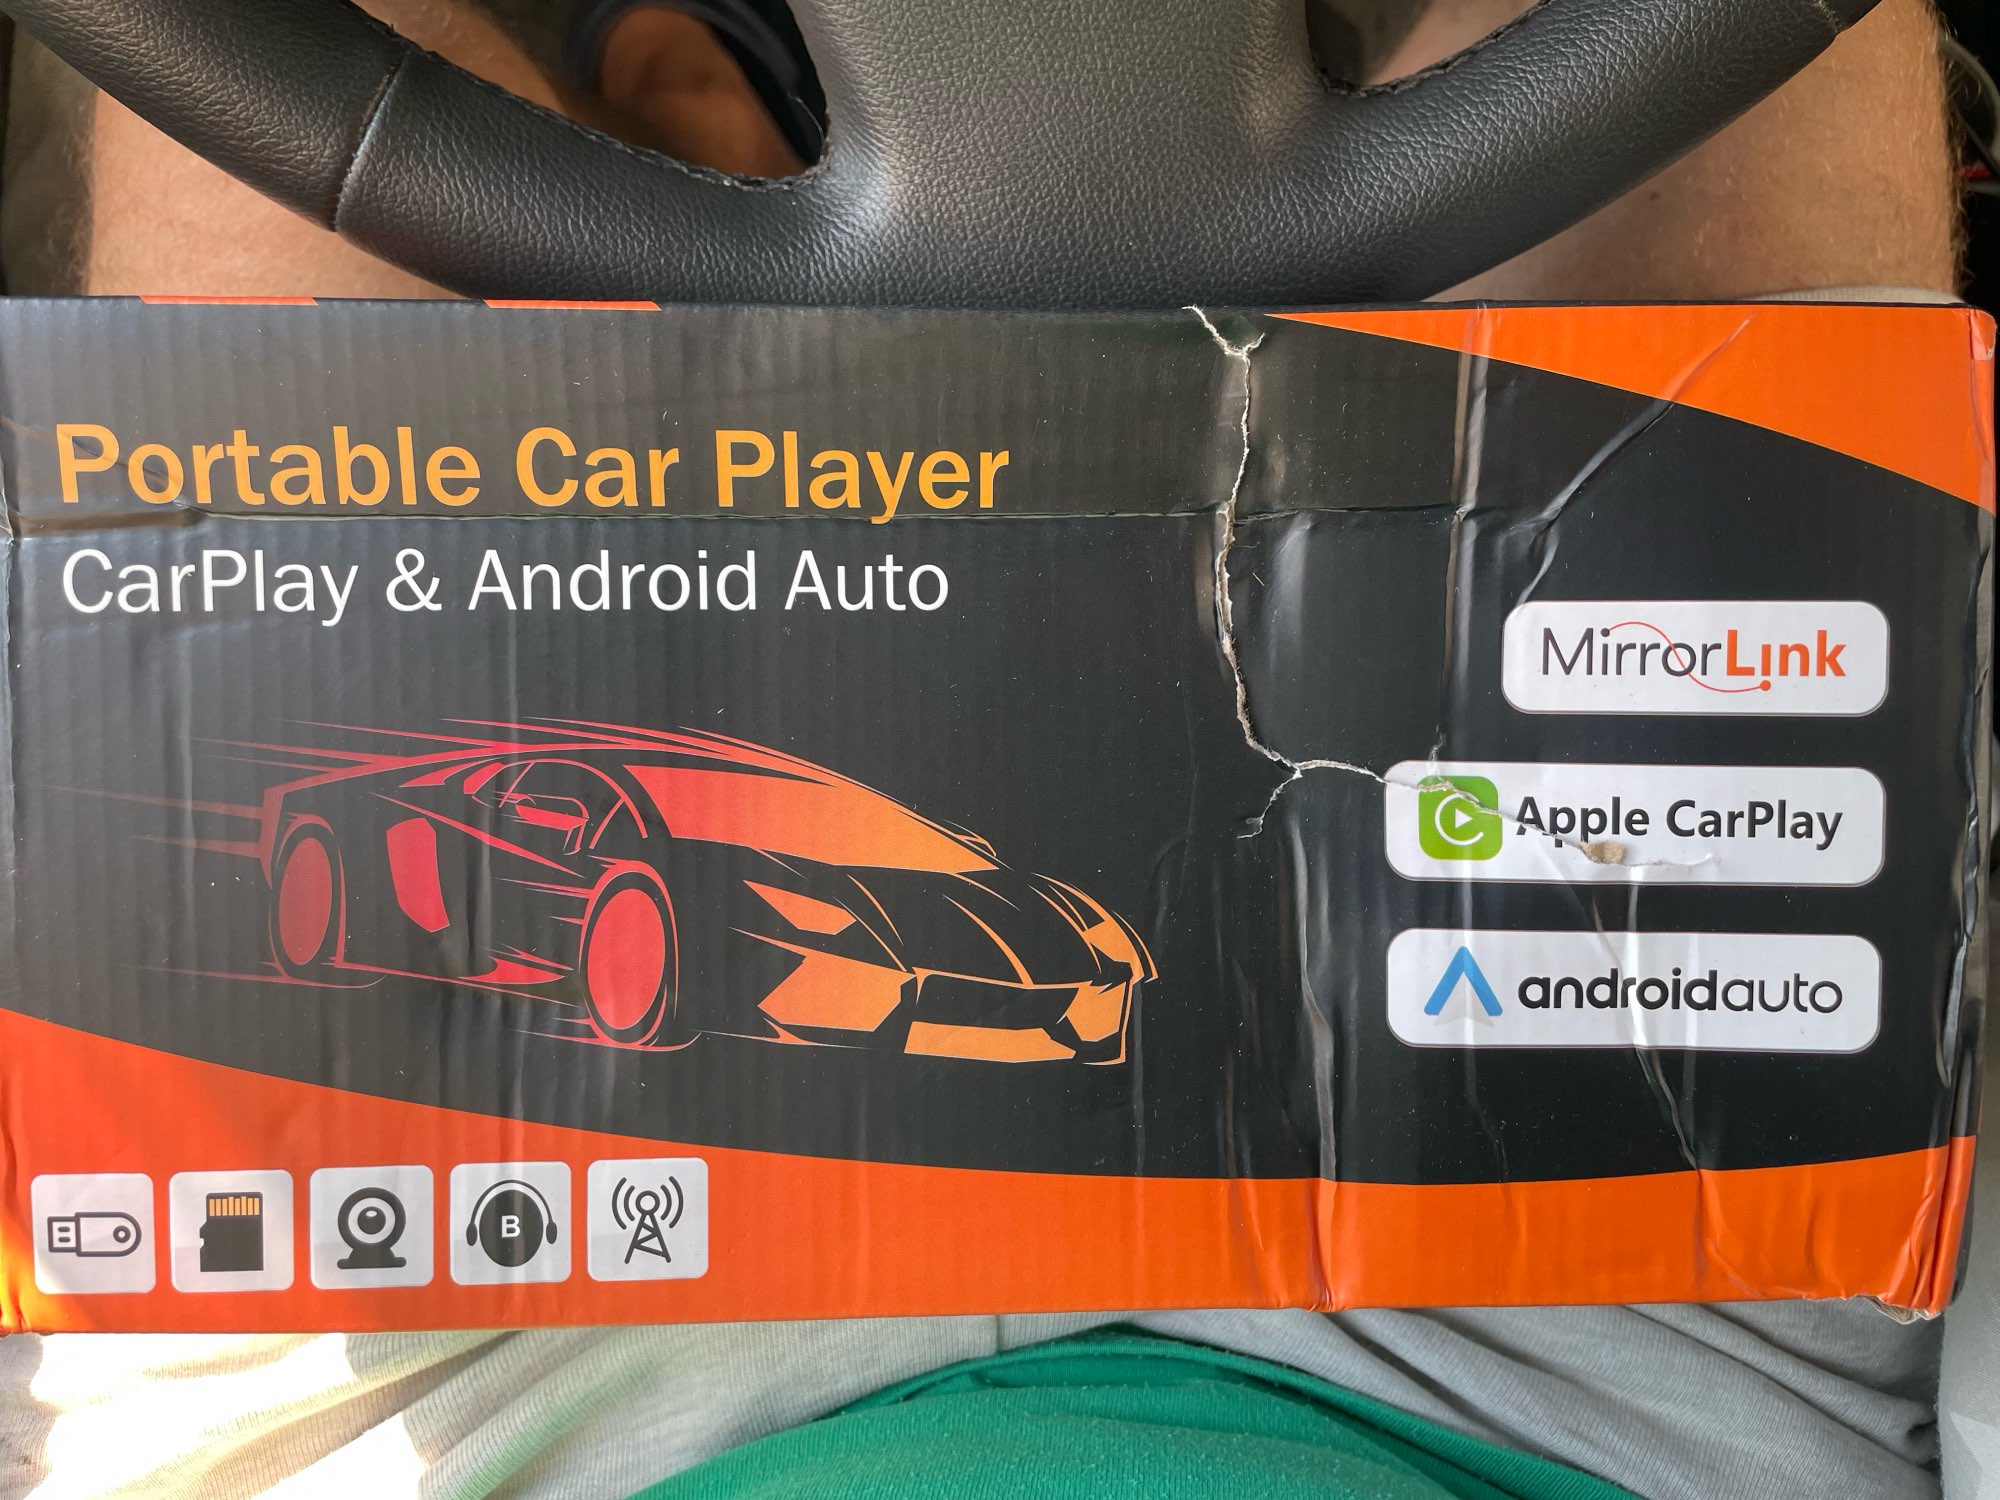 Portable Car Player
CarPlay & Android Auto
MirrorLink
Apple CarPlay
androidauto
B